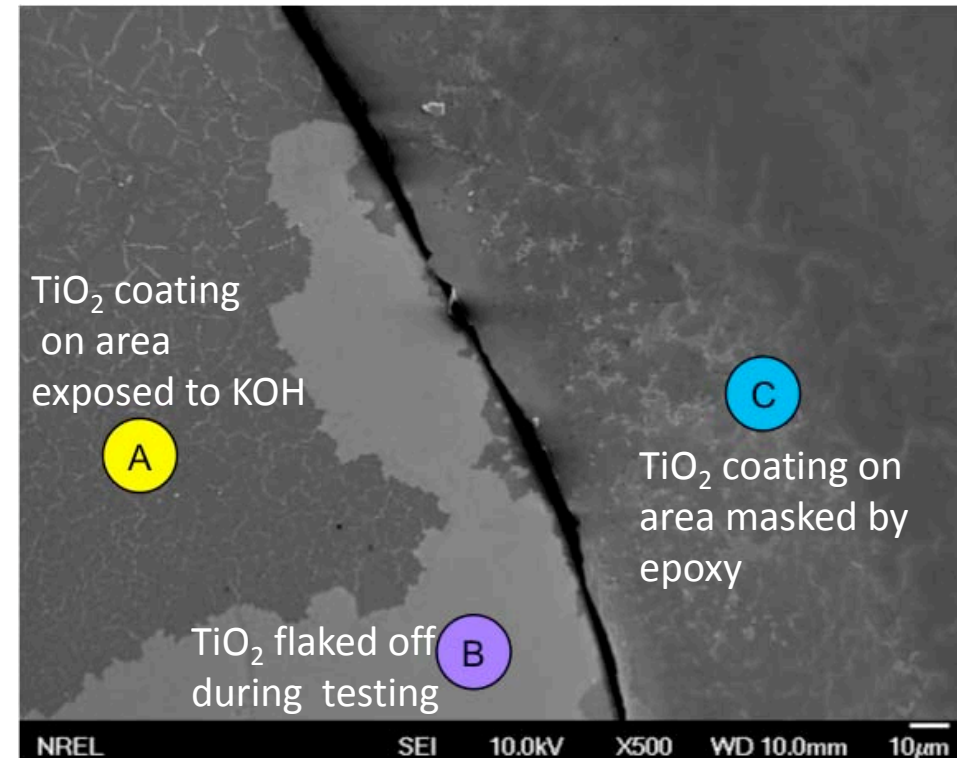 TiO₂ coating
on area
exposed to KOH
A
C
TiO₂ coating on
area masked by
epoxy
TiO₂ flaked off
during testing
B
NREL SEI 10.0kV X500 WD 10.0mm 10µm